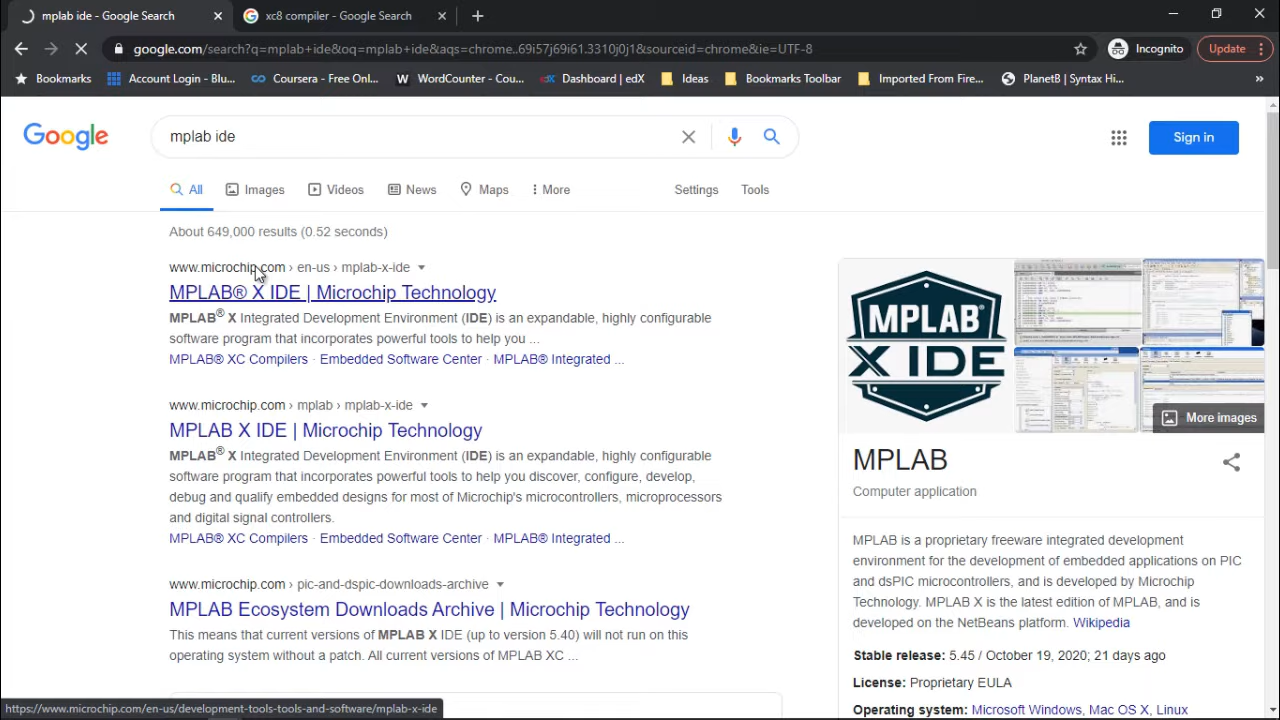 mplab ide - Google Search
xc8 compiler - Google Search
google.com/search?q=mplab+ide&oq=mplab+ide&aqs=chrome..69i57j69i61.3310j0j1&sourceid=chrome&ie=UTF-8
Incognito
Update
Bookmarks
Account Login - Blu...
Coursera - Free Onl...
WordCounter - Cou...
Dashboard | edX
Ideas
Bookmarks Toolbar
Imported From Fire...
PlanetB | Syntax Hi...
»
Google
mplab ide
Sign in
All
Images
Videos
News
Maps
More
Settings
Tools
About 649,000 results (0.52 seconds)
www.microchip.com › en-us › mplab-x-ide
MPLAB® X IDE | Microchip Technology
MPLAB® X Integrated Development Environment (IDE) is an expandable, highly configurable
software program that incorporates powerful tools to help you ...
MPLAB® XC Compilers · Embedded Software Center · MPLAB® Integrated ...
www.microchip.com › mplab › mplab-x-ide
MPLAB X IDE | Microchip Technology
MPLAB® X Integrated Development Environment (IDE) is an expandable, highly configurable
software program that incorporates powerful tools to help you discover, configure, develop,
debug and qualify embedded designs for most of Microchip's microcontrollers, microprocessors
and digital signal controllers.
MPLAB® XC Compilers · Embedded Software Center · MPLAB® Integrated ...
www.microchip.com › pic-and-dspic-downloads-archive
MPLAB Ecosystem Downloads Archive | Microchip Technology
This means that current versions of MPLAB X IDE (up to version 5.40) will not run on this
operating system without a patch. All current versions of MPLAB XC ...
MPLAB®
X IDE
More images
MPLAB
Computer application
MPLAB is a proprietary freeware integrated development
environment for the development of embedded applications on PIC
and dsPIC microcontrollers, and is developed by Microchip
Technology. MPLAB X is the latest edition of MPLAB, and is
developed on the NetBeans platform. Wikipedia
Stable release: 5.45 / October 19, 2020; 21 days ago
License: Proprietary EULA
Operating system: Microsoft Windows, Mac OS X, Linux
https://www.microchip.com/en-us/development-tools-tools-and-software/mplab-x-ide